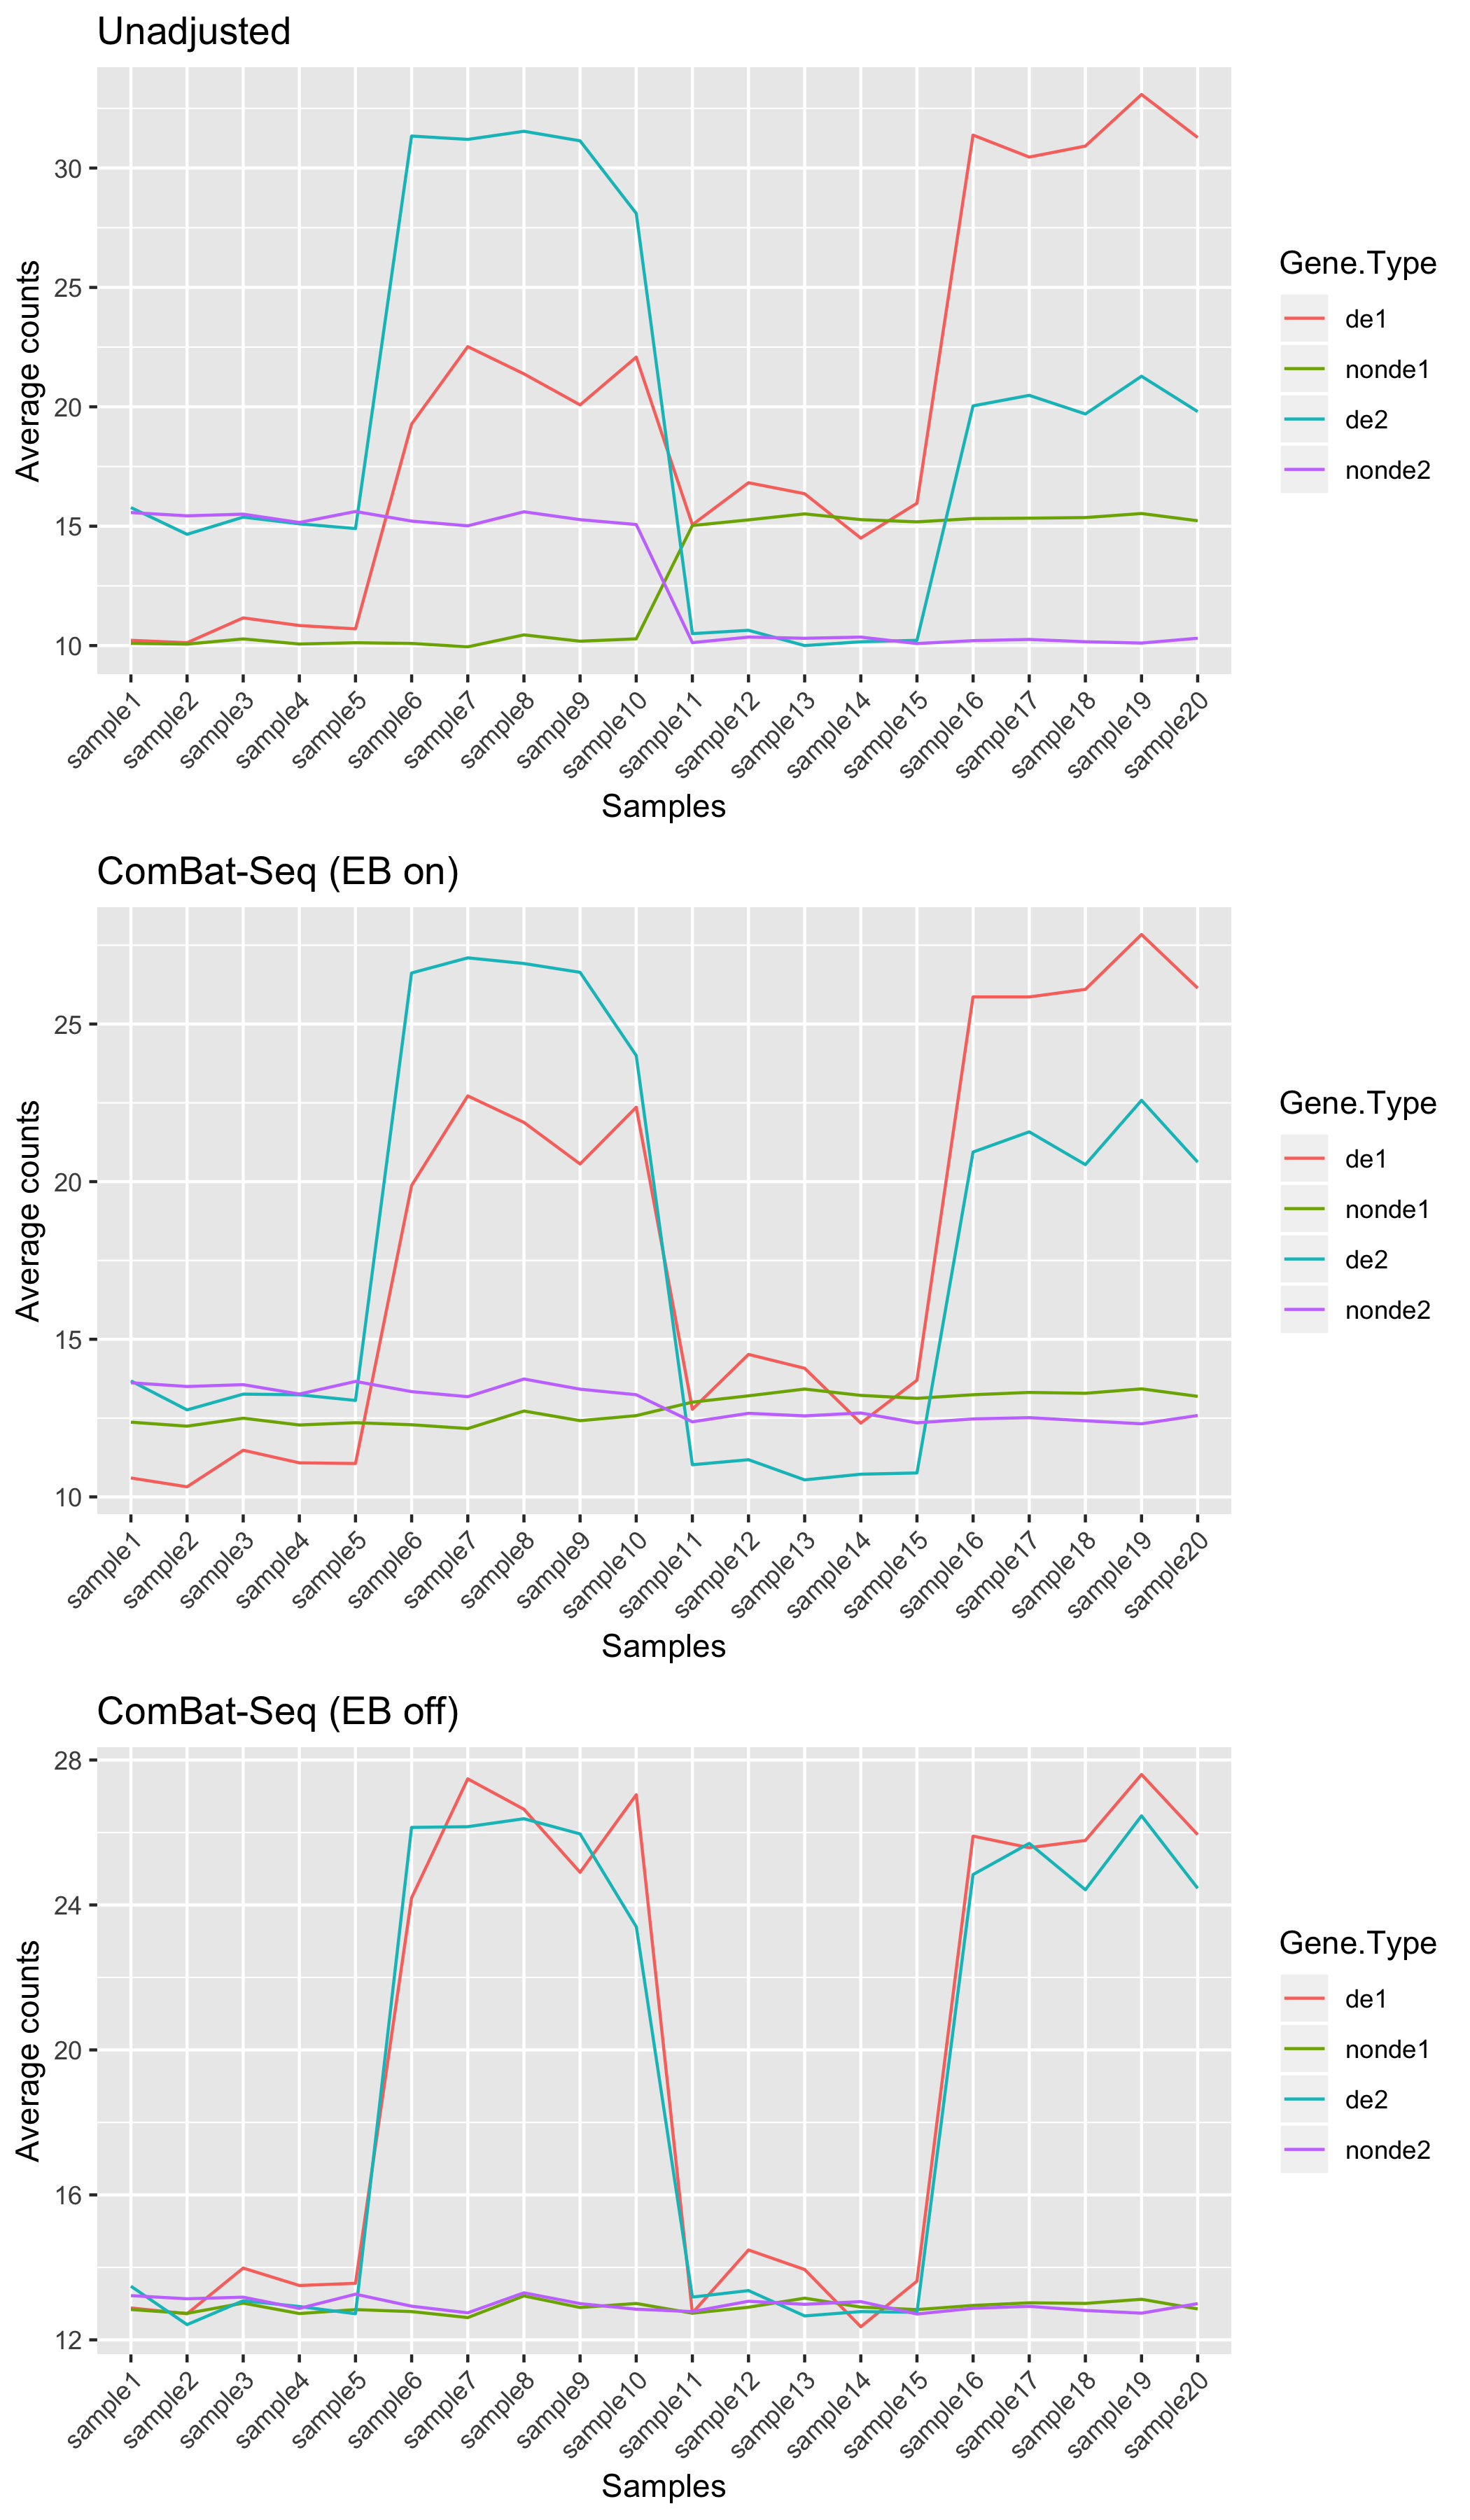 Unadjusted
30
25
20
15
10
Average counts
sample1
sample2
sample3
sample4
sample5
sample6
sample7
sample8
sample9
sample10
sample11
sample12
sample13
sample14
sample15
sample16
sample17
sample18
sample19
sample20
Samples
Gene.Type
de1
nonde1
de2
nonde2
ComBat-Seq (EB on)
25
20
15
10
Average counts
sample1
sample2
sample3
sample4
sample5
sample6
sample7
sample8
sample9
sample10
sample11
sample12
sample13
sample14
sample15
sample16
sample17
sample18
sample19
sample20
Samples
Gene.Type
de1
nonde1
de2
nonde2
ComBat-Seq (EB off)
28
24
20
16
12
Average counts
sample1
sample2
sample3
sample4
sample5
sample6
sample7
sample8
sample9
sample10
sample11
sample12
sample13
sample14
sample15
sample16
sample17
sample18
sample19
sample20
Samples
Gene.Type
de1
nonde1
de2
nonde2